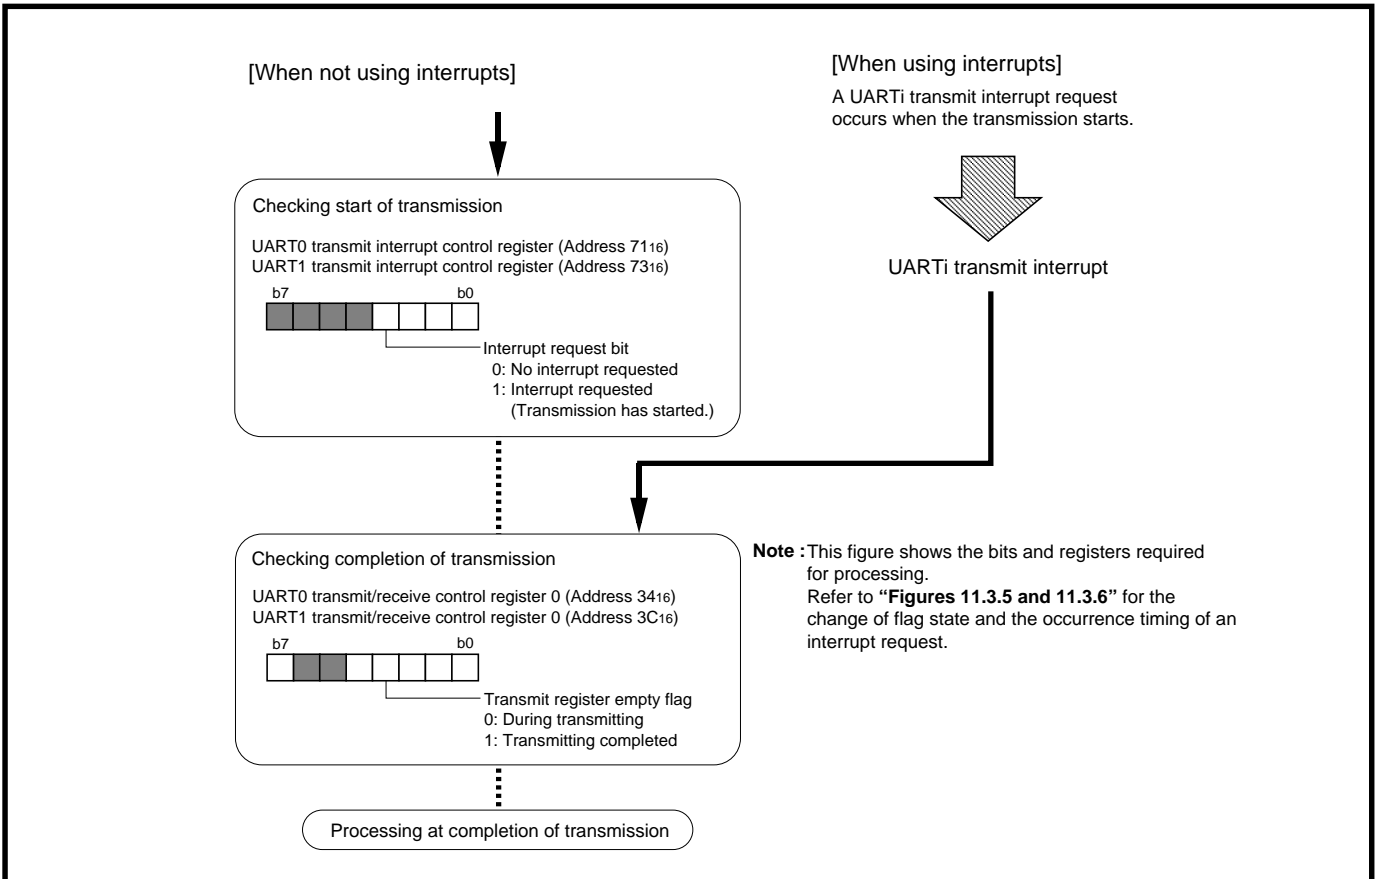 [When not using interrupts]
[When using interrupts]
A UARTi transmit interrupt request
occurs when the transmission starts.
UARTi transmit interrupt
Checking start of transmission
UART0 transmit interrupt control register (Address 7116)
UART1 transmit interrupt control register (Address 7316)
b7 b0
Interrupt request bit
0: No interrupt requested
1: Interrupt requested
(Transmission has started.)
Checking completion of transmission
UART0 transmit/receive control register 0 (Address 3416)
UART1 transmit/receive control register 0 (Address 3C16)
b7 b0
Transmit register empty flag
0: During transmitting
1: Transmitting completed
Note :This figure shows the bits and registers required
for processing.
Refer to “Figures 11.3.5 and 11.3.6” for the
change of flag state and the occurrence timing of an
interrupt request.
Processing at completion of transmission